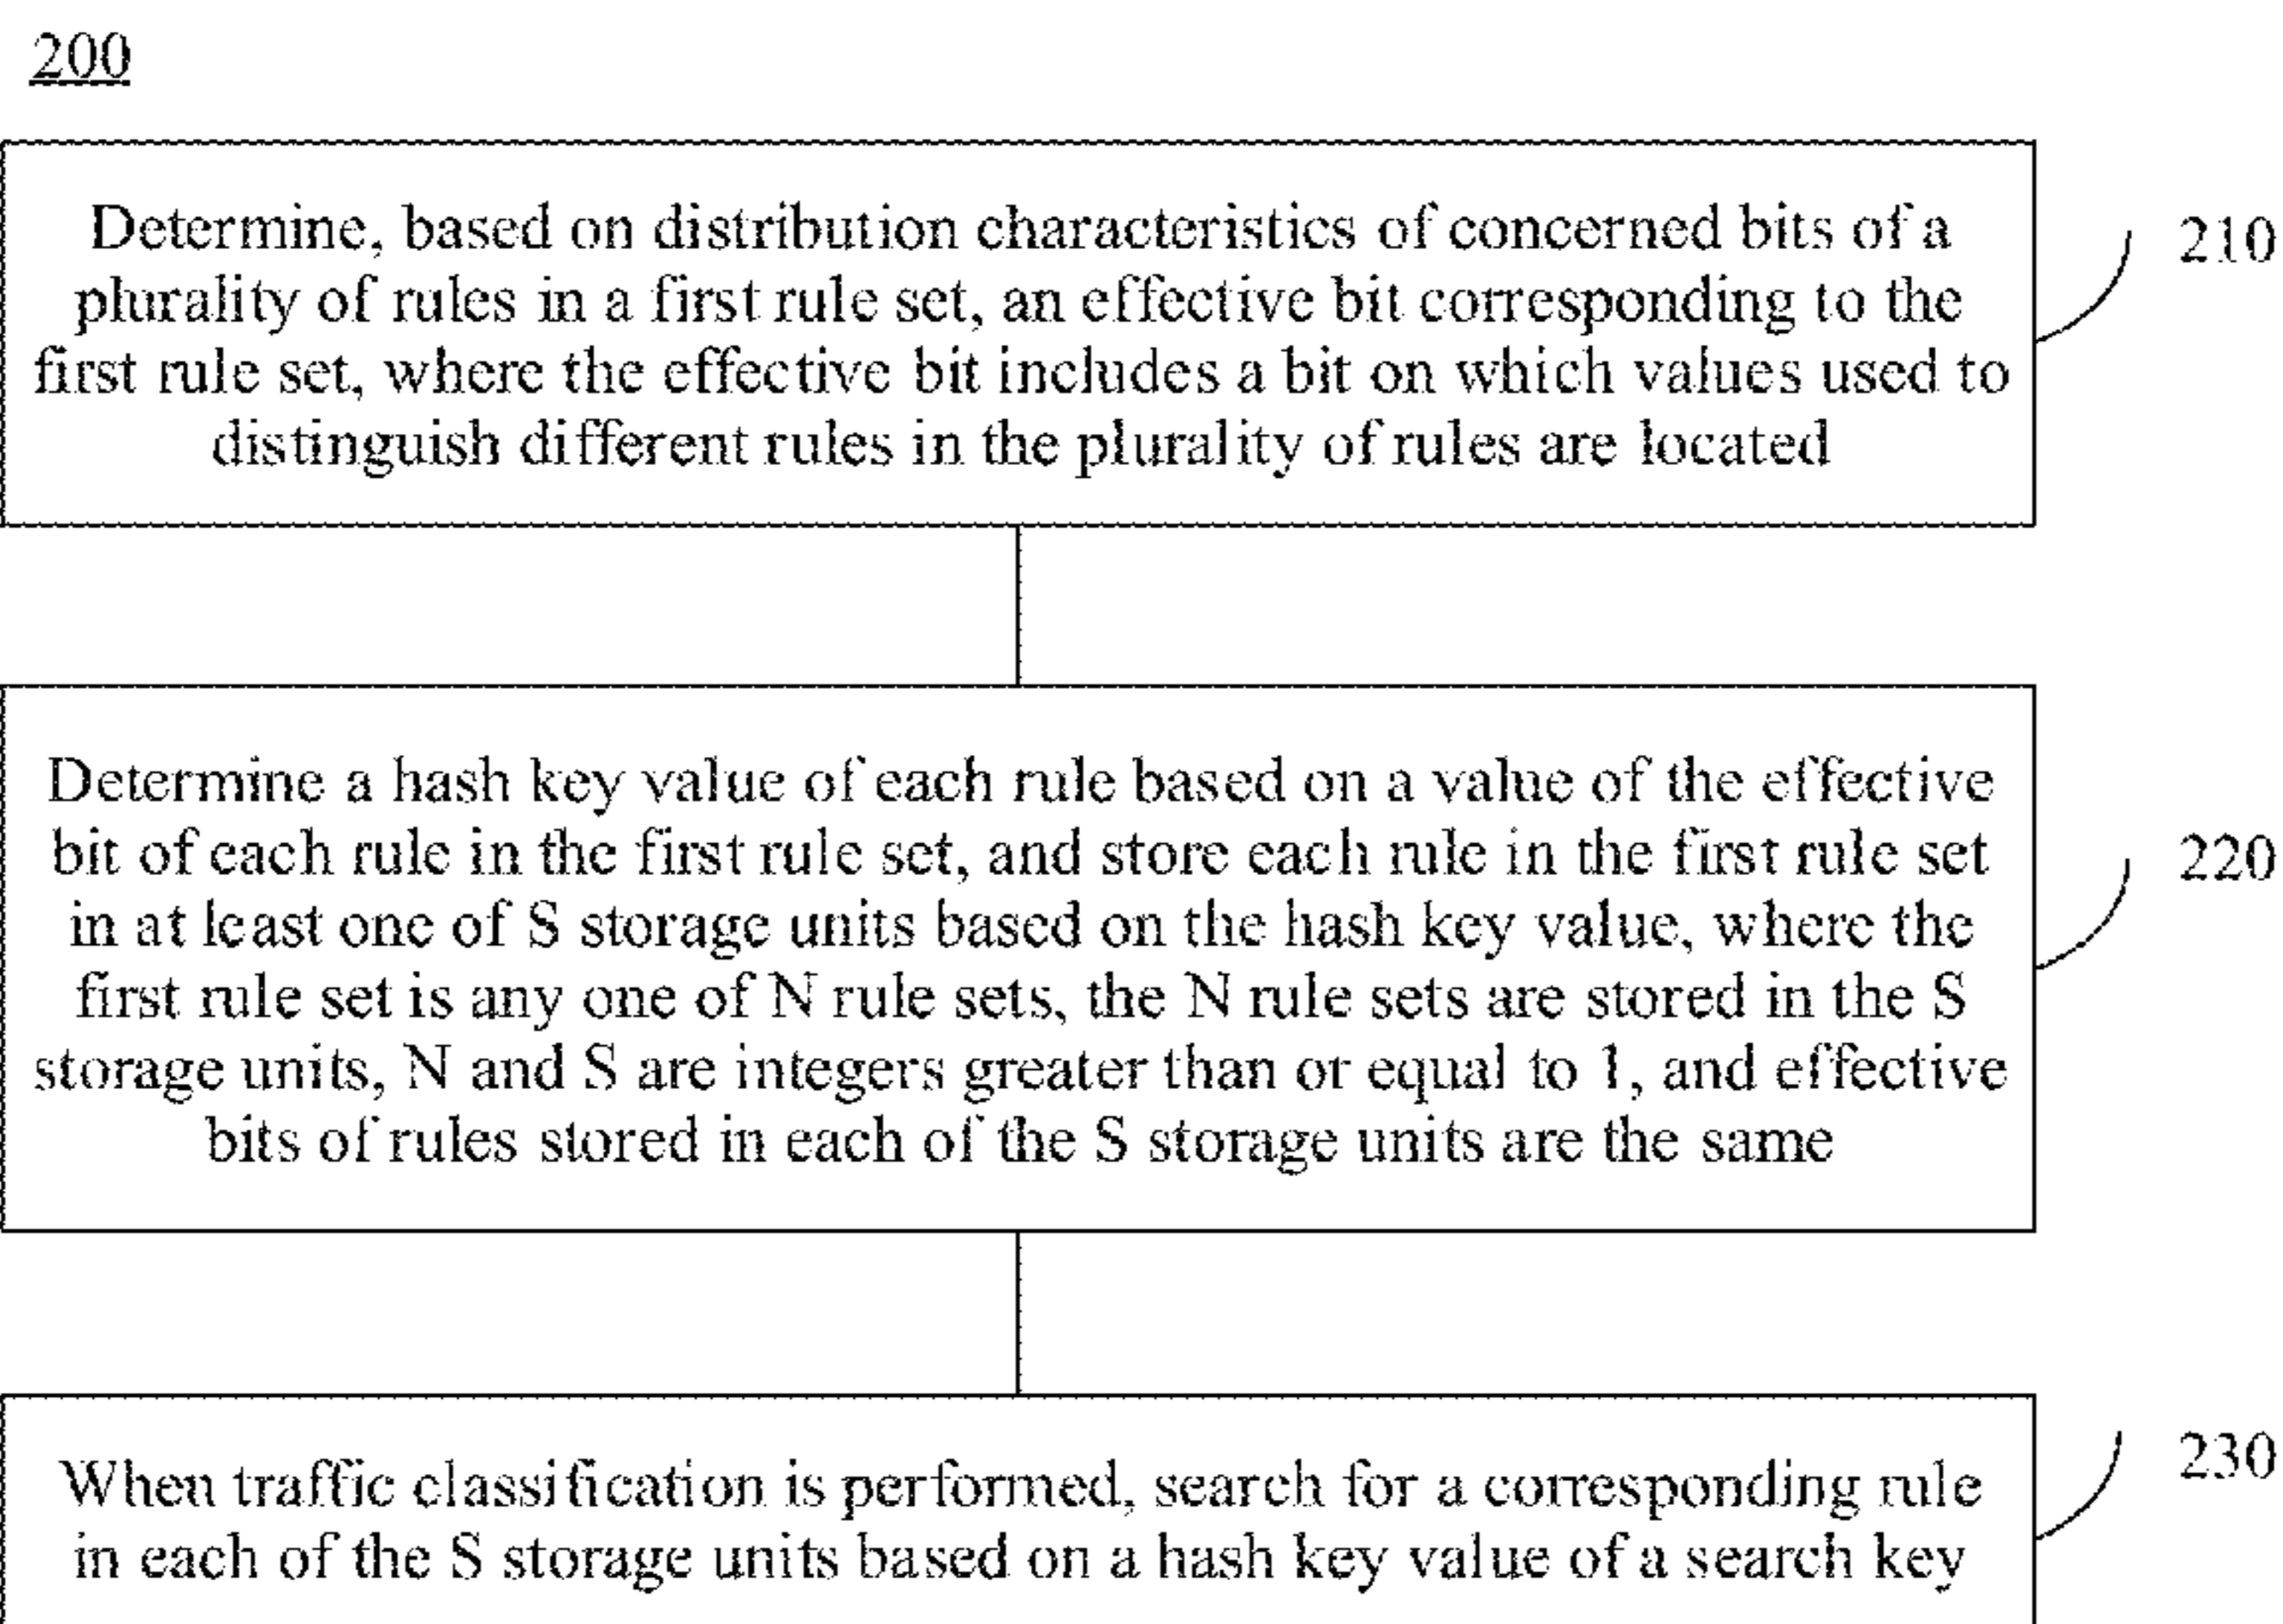 200
Determine, based on distribution characteristics of concerned bits of a
plurality of rules in a first rule set, an effective bit corresponding to the
first rule set, where the effective bit includes a bit on which values used to
distinguish different rules in the plurality of rules are located
210
Determine a hash key value of each rule based on a value of the effective
bit of each rule in the first rule set, and store each rule in the first rule set
in at least one of S storage units based on the hash key value, where the
first rule set is any one of N rule sets, the N rule sets are stored in the S
storage units, N and S are integers greater than or equal to 1, and effective
bits of rules stored in each of the S storage units are the same
220
When traffic classification is performed, search for a corresponding rule
in each of the S storage units based on a hash key value of a search key
230